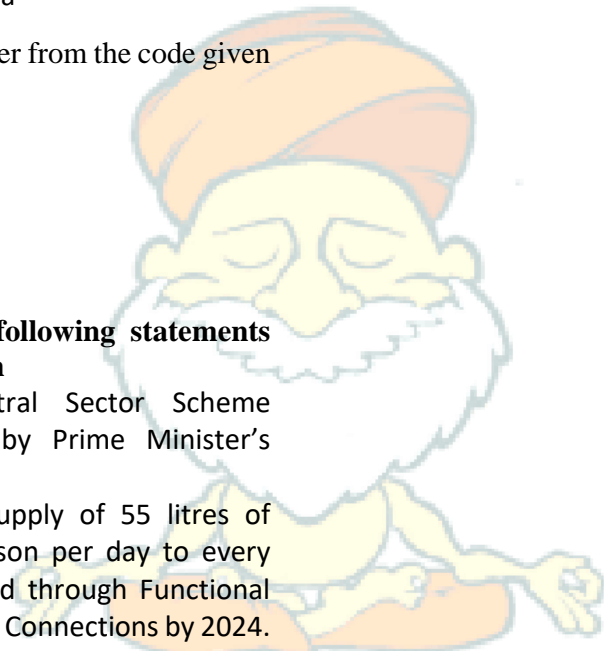 er from the code given
following statements
tral Sector Scheme
by Prime Minister’s
upply of 55 litres of
son per day to every
d through Functional
Connections by 2024.